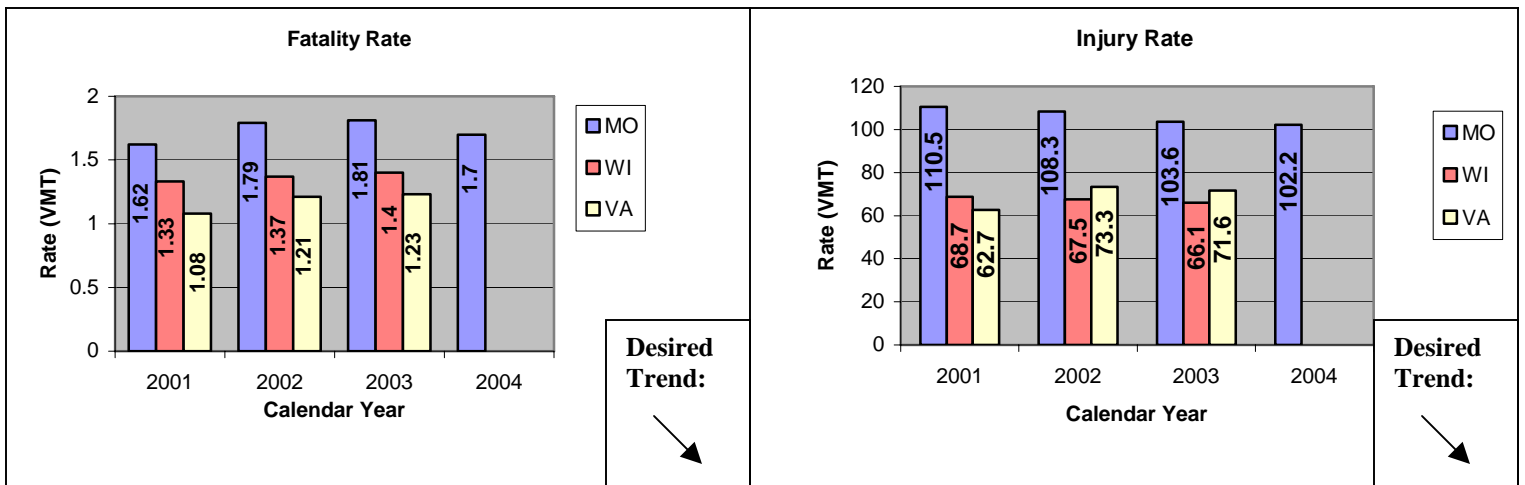 Fatality Rate
2
1.5
1
0.5
0
Rate (VMT)
1.62
1.33
1.08
1.79
1.37
1.21
1.81
1.4
1.23
1.7
2001 2002 2003 2004
Calendar Year
MO
WI
VA
Desired
Trend:
Injury Rate
120
100
80
60
40
20
0
Rate (VMT)
110.5
68.7
62.7
108.3
67.5
73.3
103.6
66.1
71.6
102.2
2001 2002 2003 2004
Calendar Year
MO
WI
VA
Desired
Trend: